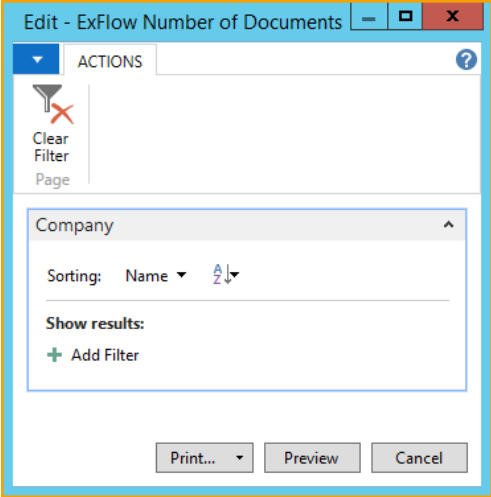 Edit - ExFlow Number of Documents
ACTIONS
Clear
Filter
Page
Company
Sorting: Name
A
Z
Show results:
Add Filter
Print... Preview Cancel